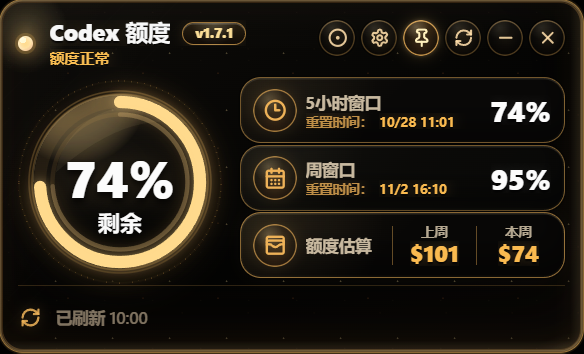 Codex 额度 v1.7.1
额度正常
74%
剩余
5小时窗口
重置时间： 10/28 11:01
74%
周窗口
重置时间： 11/2 16:10
95%
额度估算
上周
$101
本周
$74
已刷新 10:00